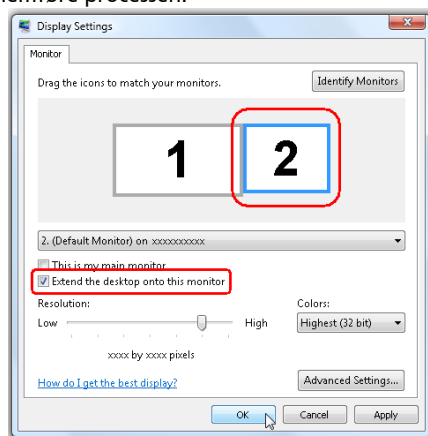 processen.
Display Settings
Monitor
Drag the icons to match your monitors.
Identify Monitors
1
2
2. (Default Monitor) on xxxxxxxxxx
This is my main monitor
Extend the desktop onto this monitor
Resolution:
Colors:
Low
High
Highest (32 bit)
xxxx by xxxx pixels
How do I get the best display?
Advanced Settings...
OK
Cancel
Apply